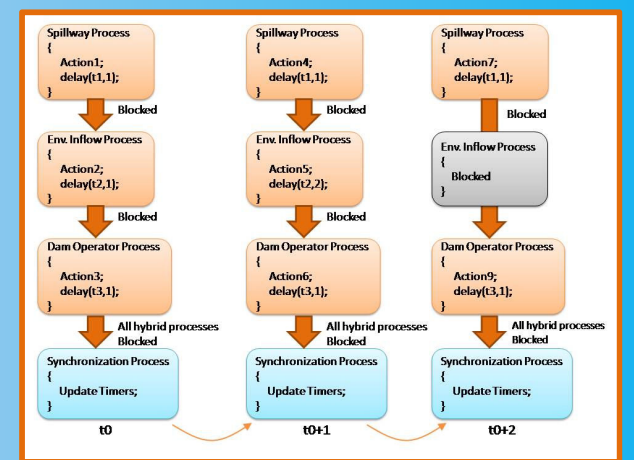 Spillway Process
{
Action1;
delay(t1,1);
}
Blocked
Env. Inflow Process
{
Action2;
delay(t2,1);
}
Blocked
Dam Operator Process
{
Action3;
delay(t3,1);
}
All hybrid processes
Blocked
Synchronization Process
{
Update Timers;
}
t0
Spillway Process
{
Action4;
delay(t1,1);
}
Blocked
Env. Inflow Process
{
Action5;
delay(t2,2);
}
Blocked
Dam Operator Process
{
Action6;
delay(t3,1);
}
All hybrid processes
Blocked
Synchronization Process
{
Update Timers;
}
t0+1
Spillway Process
{
Action7;
delay(t1,1);
}
Blocked
Env. Inflow Process
{
Blocked
}
Dam Operator Process
{
Action9;
delay(t3,1);
}
All hybrid processes
Blocked
Synchronization Process
{
Update Timers;
}
t0+2